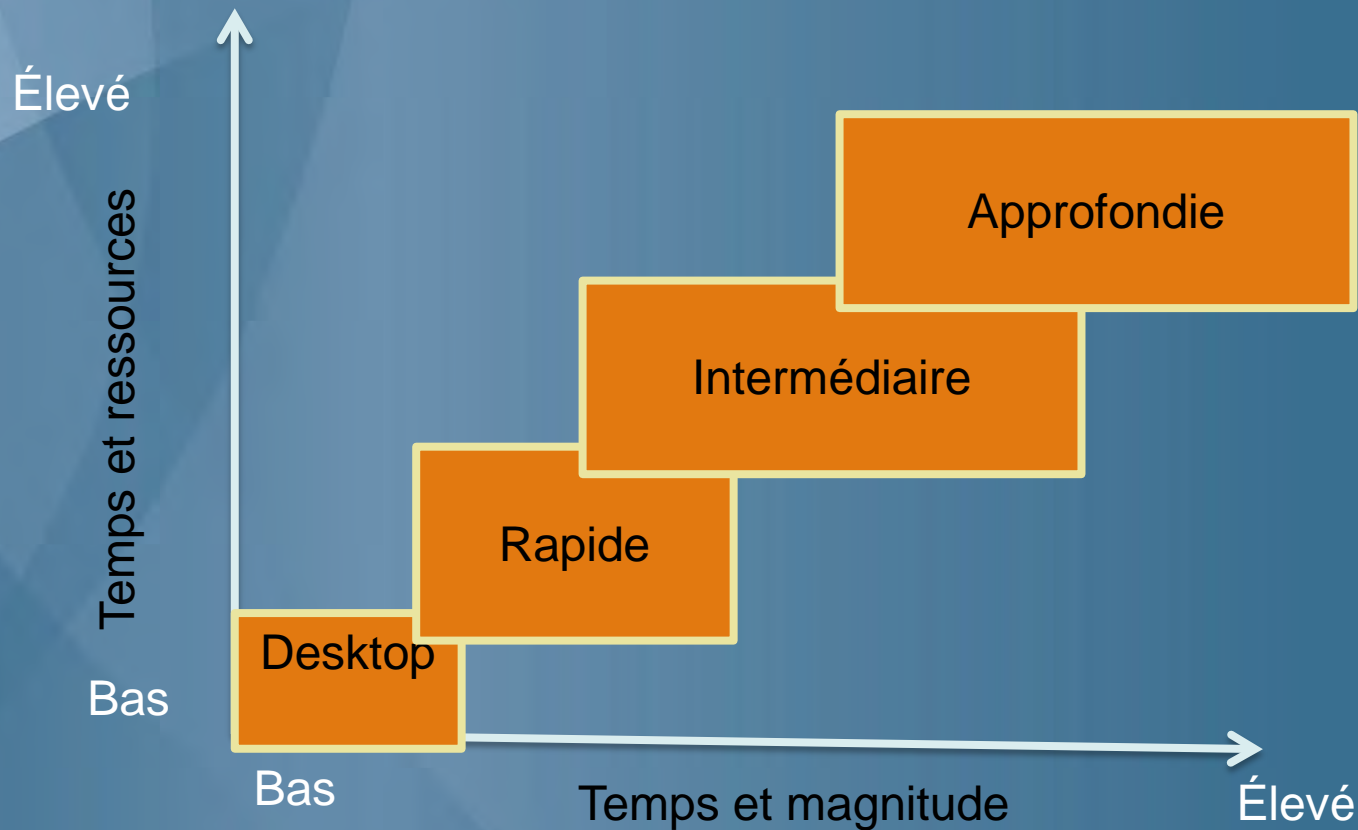 Élevé
Temps et ressources
Approfondie
Intermédiaire
Rapide
Desktop
Bas
Bas
Temps et magnitude
Élevé